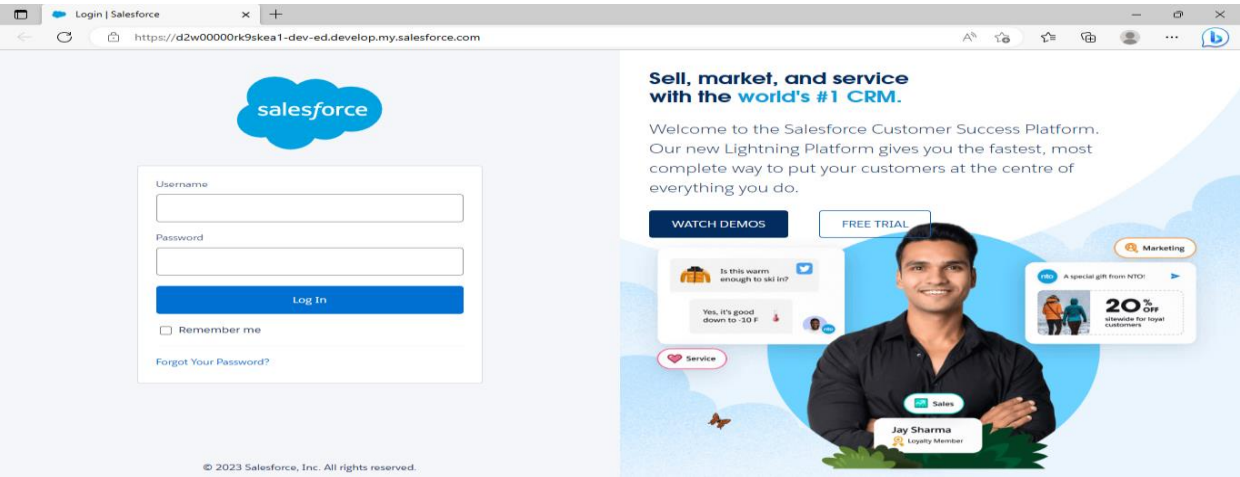 Login | Salesforce
https://d2w00000rk9skea1-dev-ed.develop.my.salesforce.com
salesforce
Username
Password
Log In
Remember me
Forgot Your Password?
© 2023 Salesforce, Inc. All rights reserved.
Sell, market, and service
with the world's #1 CRM.
Welcome to the Salesforce Customer Success Platform.
Our new Lightning Platform gives you the fastest, most
complete way to put your customers at the centre of
everything you do.
WATCH DEMOS
FREE TRIAL
Is this warm
enough to ski in?
Yes, it's good
down to -10 F
nto
Service
Marketing
nto
A special gift from NTO!
20% OFF
sitewide for loyal
customers
Sales
Jay Sharma
Loyalty Member